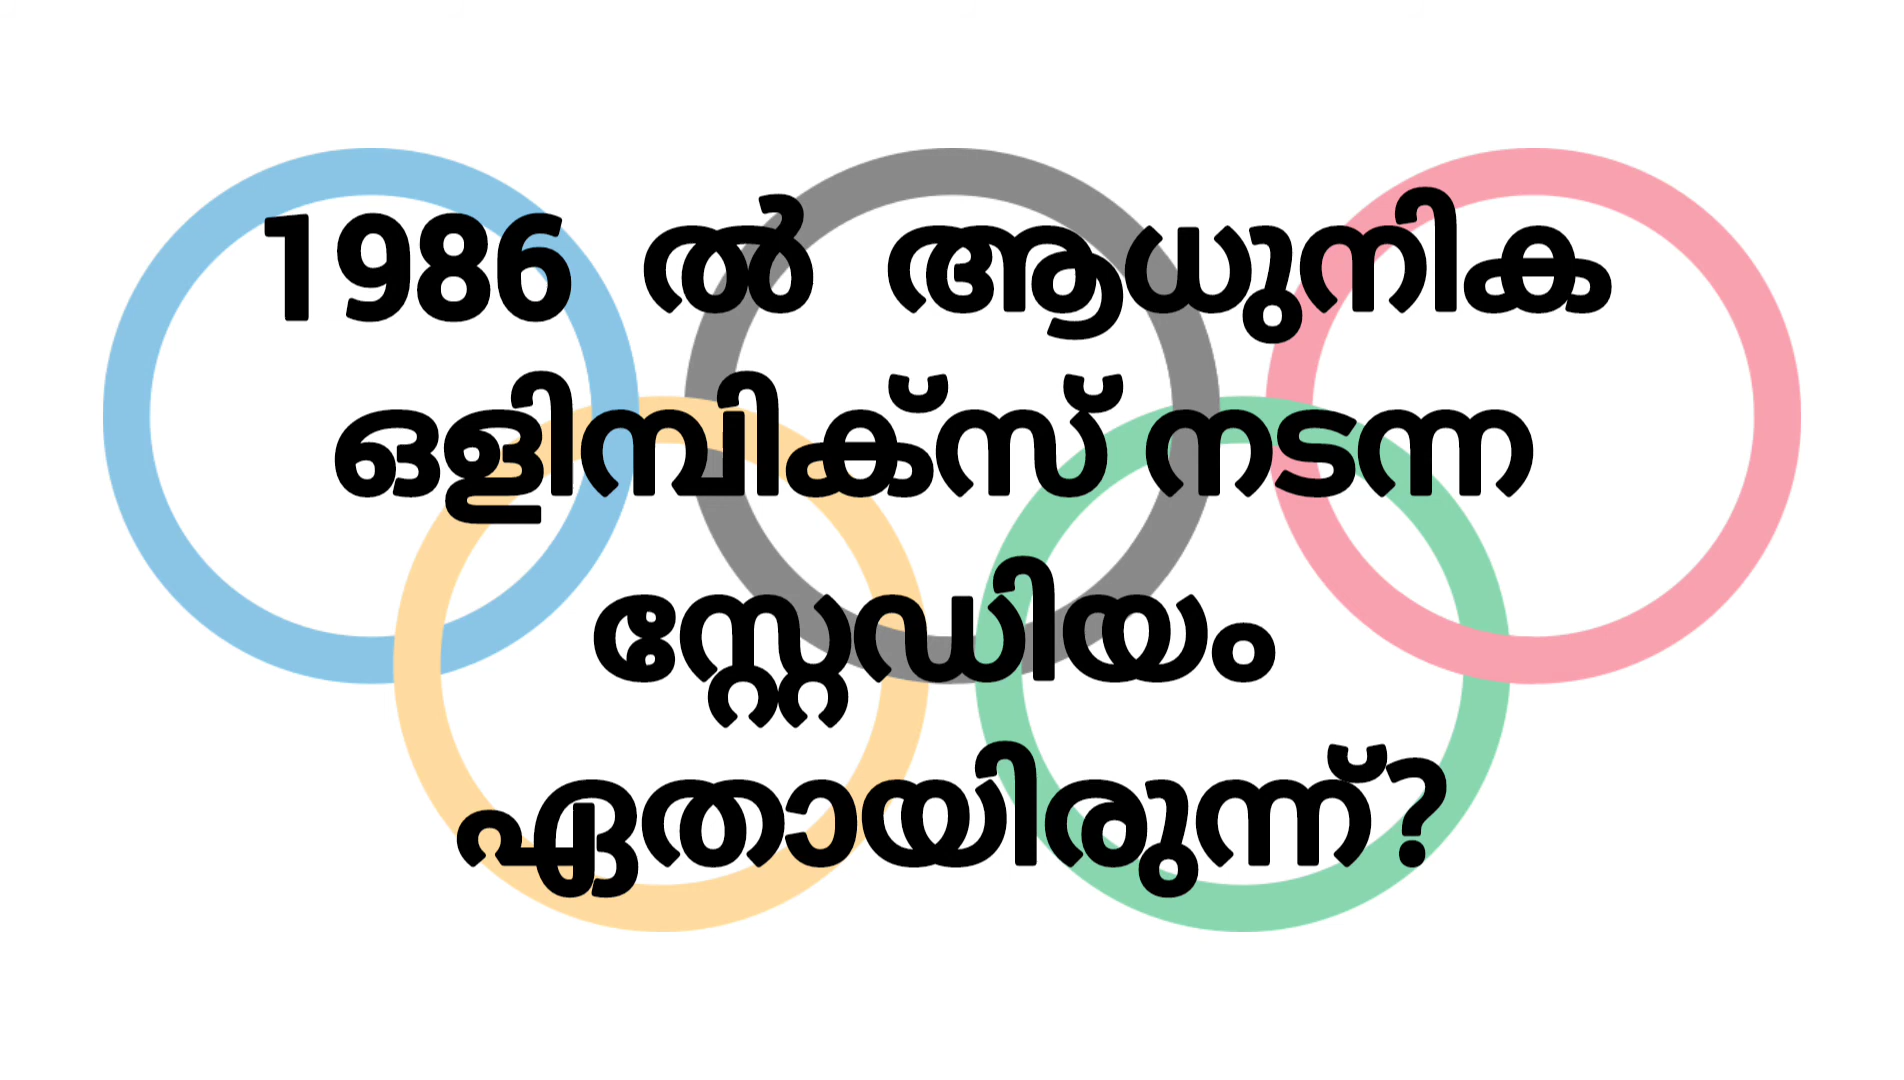 1986 ൽ ആധുനിക
ഒളിമ്പിക്സ് നടന്ന
സ്റ്റേഡിയം
ഏതായിരുന്ന്?